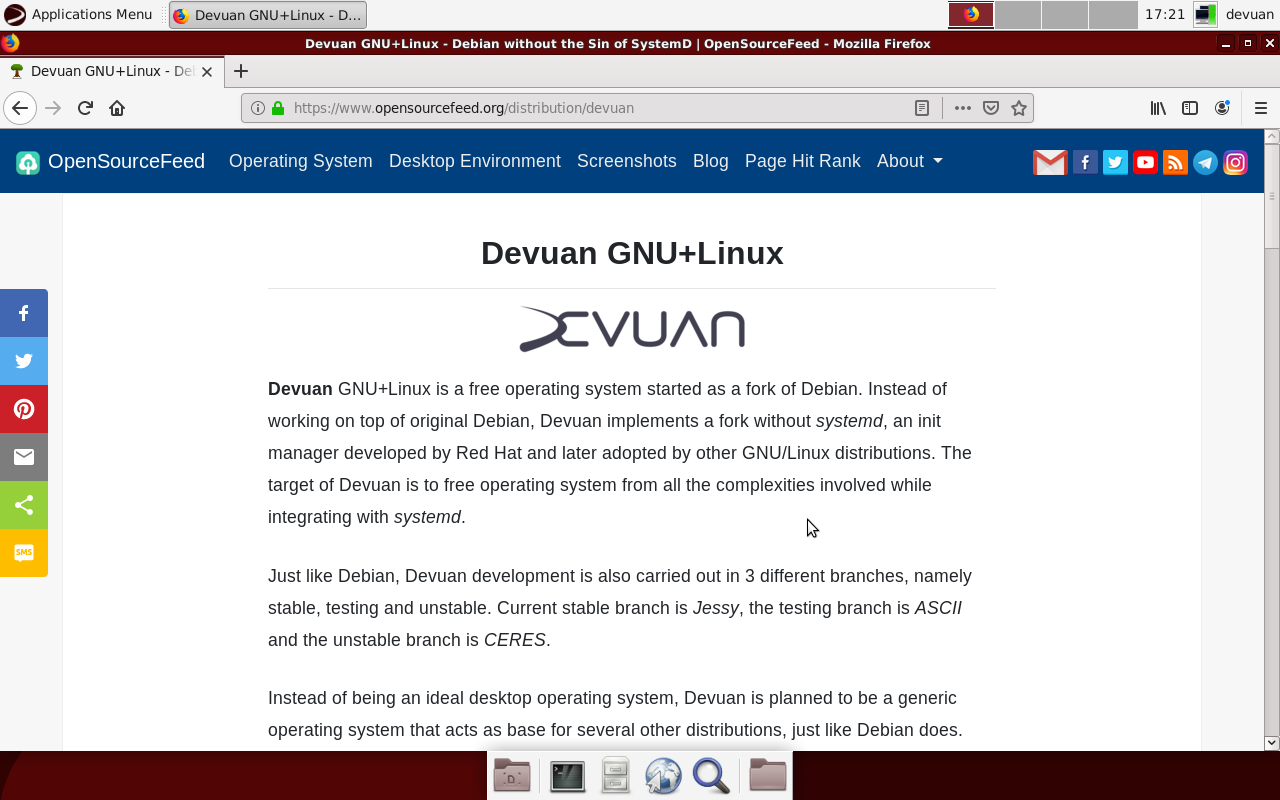 Applications Menu
Devuan GNU+Linux - D...
17:21
devuan
Devuan GNU+Linux - Debian without the Sin of SystemD | OpenSourceFeed - Mozilla Firefox
Devuan GNU+Linux - De
https://www.opensourcefeed.org/distribution/devuan
OpenSourceFeed
Operating System
Desktop Environment
Screenshots
Blog
Page Hit Rank
About
Devuan GNU+Linux
DEVUAN
Devuan GNU+Linux is a free operating system started as a fork of Debian. Instead of
working on top of original Debian, Devuan implements a fork without systemd, an init
manager developed by Red Hat and later adopted by other GNU/Linux distributions. The
target of Devuan is to free operating system from all the complexities involved while
integrating with systemd.
Just like Debian, Devuan development is also carried out in 3 different branches, namely
stable, testing and unstable. Current stable branch is Jessy, the testing branch is ASCII
and the unstable branch is CERES.
Instead of being an ideal desktop operating system, Devuan is planned to be a generic
operating system that acts as base for several other distributions, just like Debian does.
SMS
D